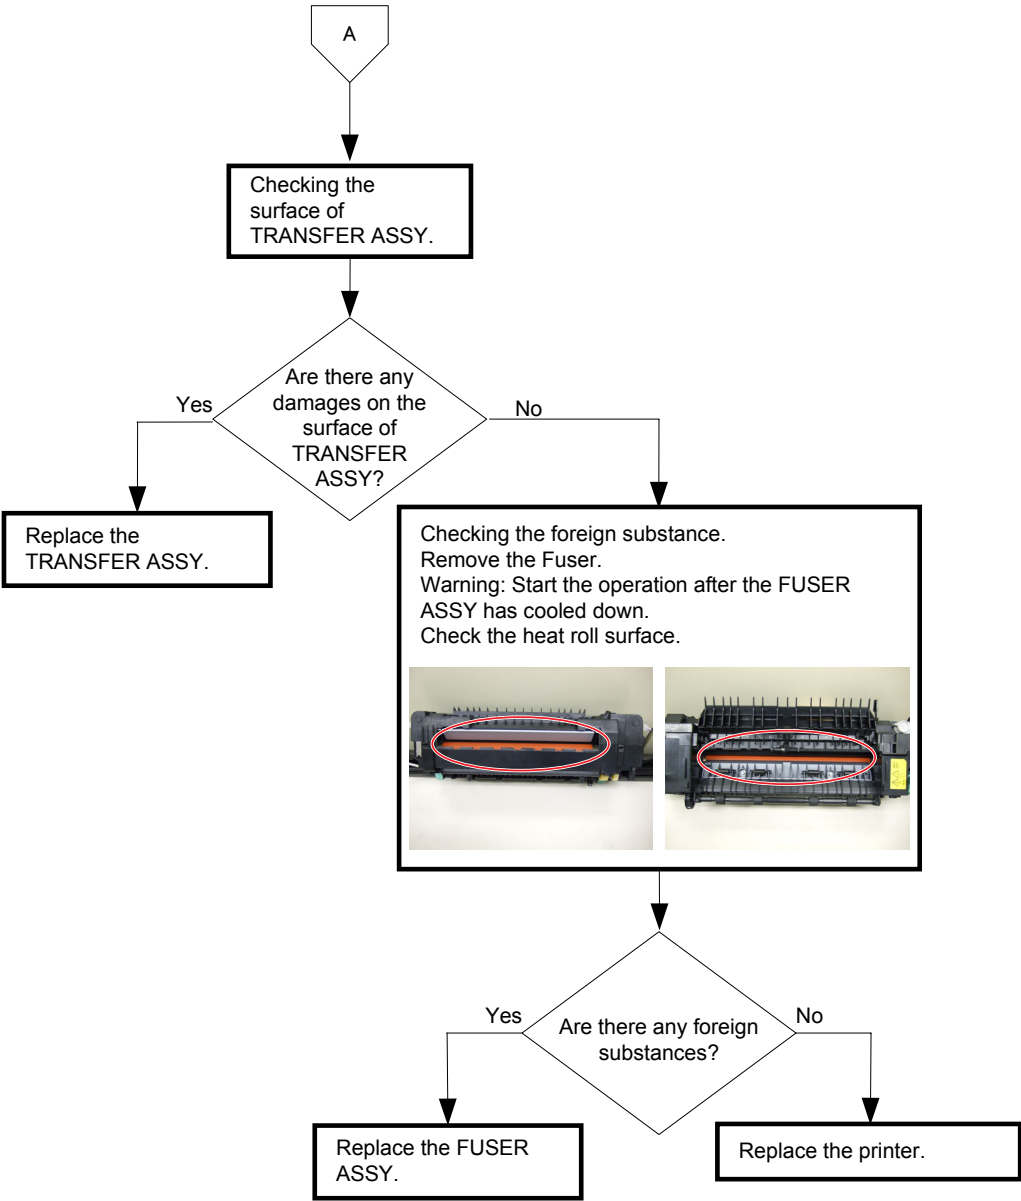 A
Checking the
surface of
TRANSFER ASSY.
Are there any
damages on the
surface of
TRANSFER
ASSY?
Yes
No
Replace the
TRANSFER ASSY.
Checking the foreign substance.
Remove the Fuser.
Warning: Start the operation after the FUSER
ASSY has cooled down.
Check the heat roll surface.
Are there any foreign
substances?
Yes
No
Replace the FUSER
ASSY.
Replace the printer.